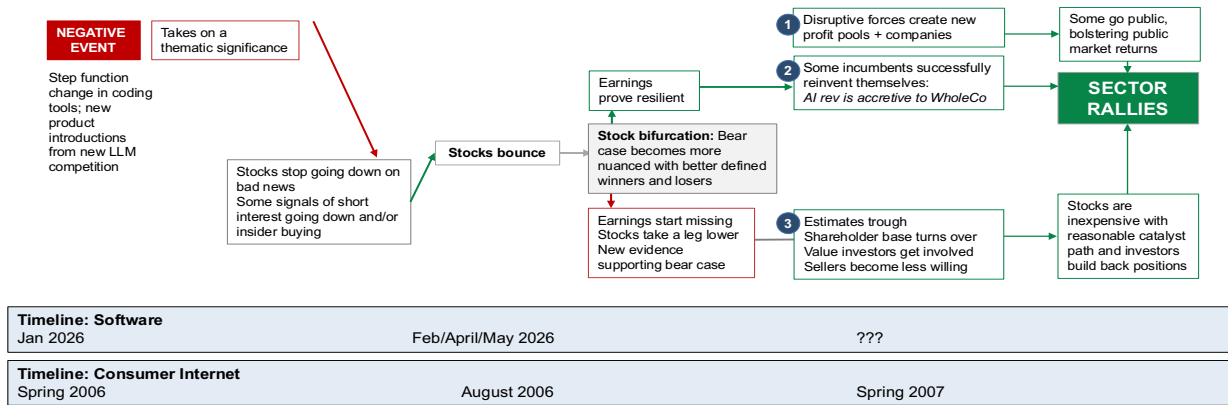 NEGATIVE
EVENT
Takes on a
thematic significance
Step function
change in coding
tools; new
product
introductions
from new LLM
competition
Stocks stop going down on
bad news
Some signals of short
interest going down and/or
insider buying
Stocks bounce
Earnings
prove resilient
Stock bifurcation: Bear
case becomes more
nuanced with better defined
winners and losers
Earnings start missing
Stocks take a leg lower
New evidence
supporting bear case
1
Disruptive forces create new
profit pools + companies
2
Some incumbents successfully
reinvent themselves:
AI rev is accretive to WholeCo
3
Estimates trough
Shareholder base turns over
Value investors get involved
Sellers become less willing
Some go public,
bolstering public
market returns
SECTOR
RALLIES
Stocks are
inexpensive with
reasonable catalyst
path and investors
build back positions
Timeline: Software
Jan 2026 Feb/April/May 2026 ???
Timeline: Consumer Internet
Spring 2006 August 2006 Spring 2007